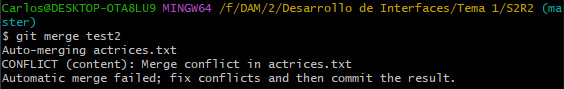 Carlos@DESKTOP-OTA8LU9 MINGW64 /f/DAM/2/Desarrollo de Interfaces/Tema 1/S2R2 (ma
ster)
$ git merge test2
Auto-merging actrices.txt
CONFLICT (content): Merge conflict in actrices.txt
Automatic merge failed; fix conflicts and then commit the result.